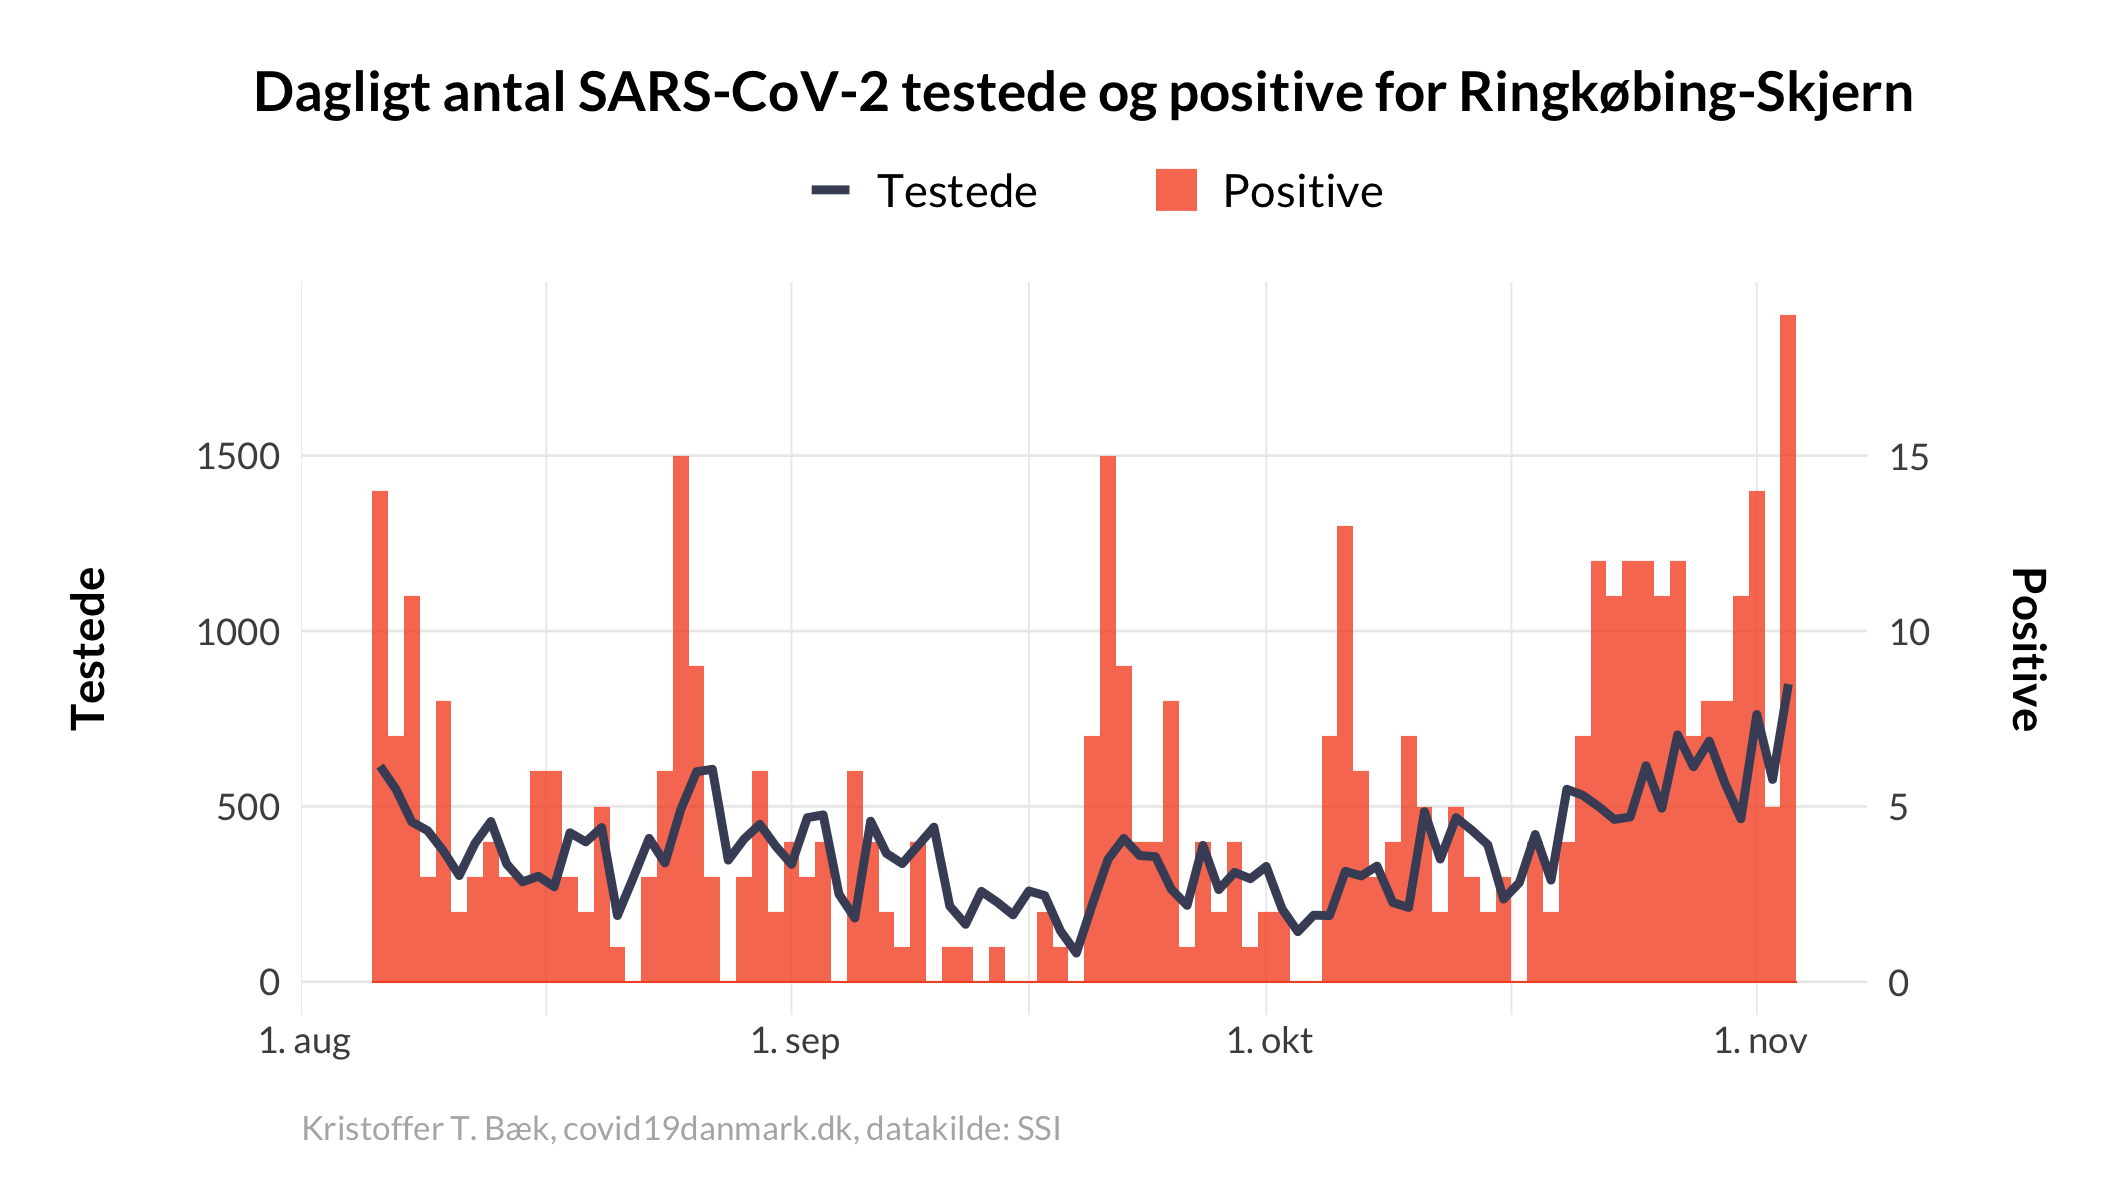 Dagligt antal SARS-CoV-2 testede og positive for Ringkøbing-Skjern
Testede
Positive
1500
1000
500
0
15
10
5
0
Testede
Positive
1. aug
1. sep
1. okt
1. nov
Kristoffer T. Bæk, covid19danmark.dk, datakilde: SSI